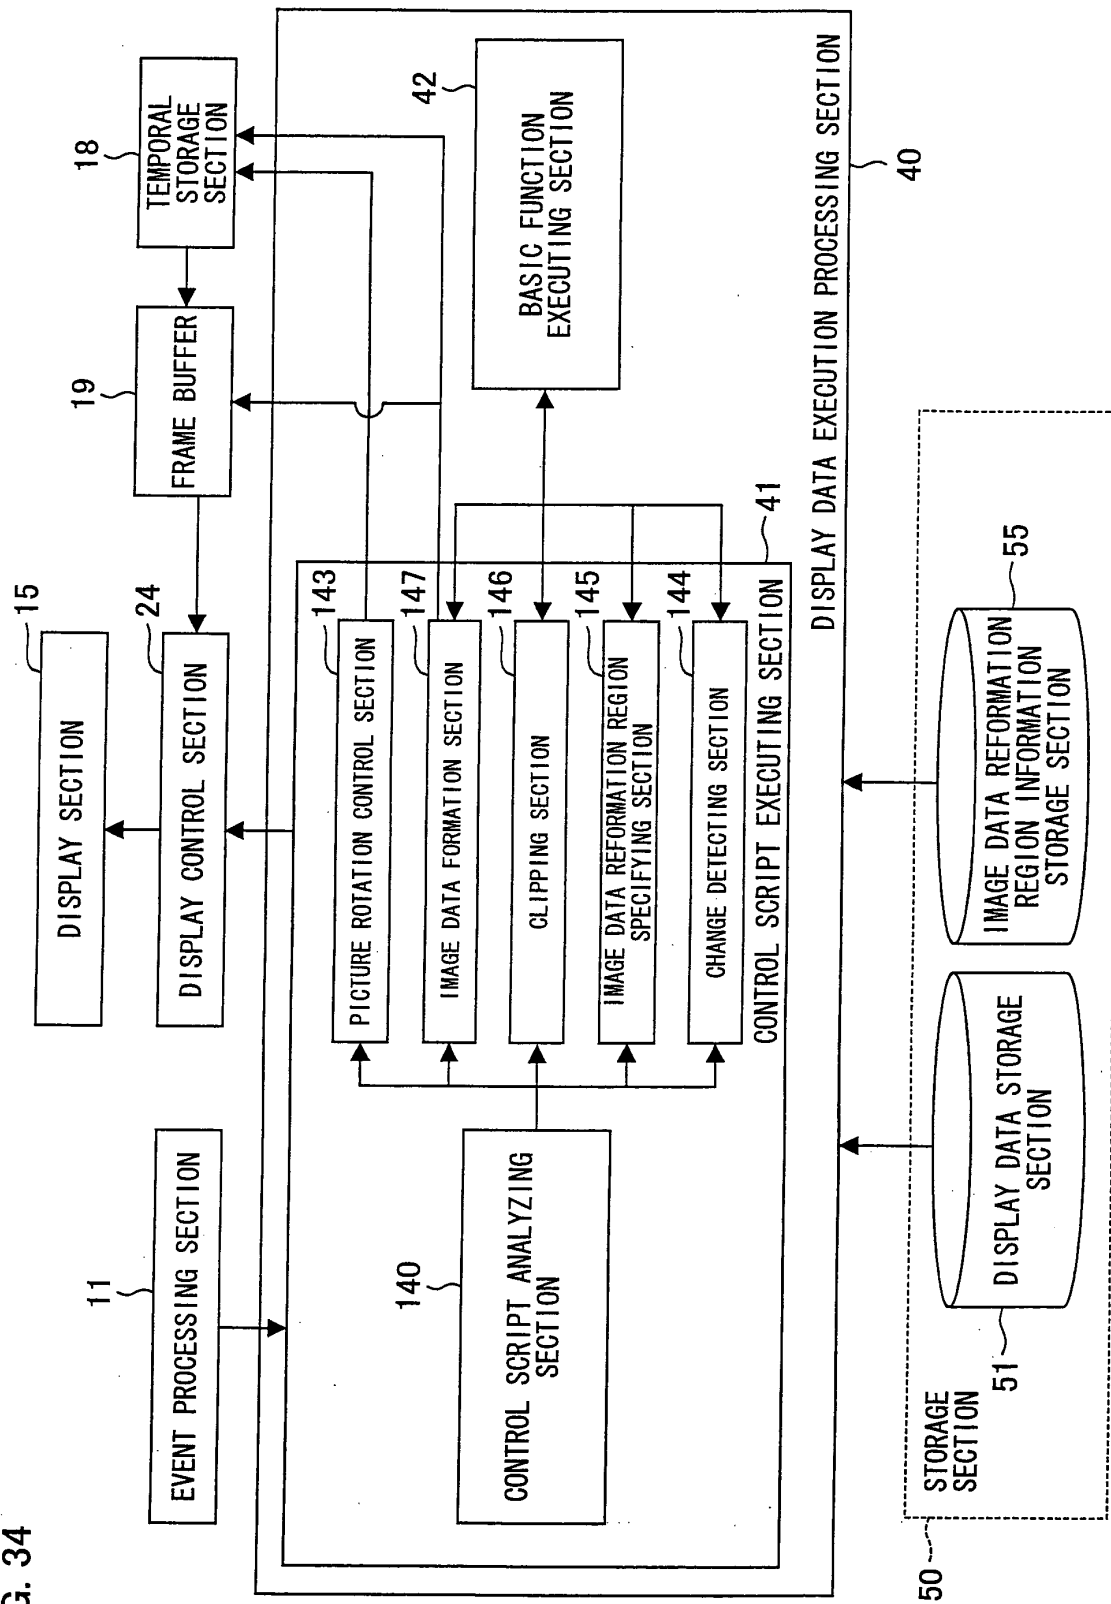 G. 34
11
EVENT PROCESSING SECTION
15
DISPLAY SECTION
24
DISPLAY CONTROL SECTION
19
FRAME BUFFER
18
TEMPORAL
STORAGE
SECTION
140
CONTROL SCRIPT ANALYZING
SECTION
143
PICTURE ROTATION CONTROL SECTION
147
IMAGE DATA FORMATION SECTION
146
CLIPPING SECTION
145
IMAGE DATA REFORMATION REGION
SPECIFYING SECTION
144
CHANGE DETECTING SECTION
CONTROL SCRIPT EXECUTING SECTION
41
42
BASIC FUNCTION
EXECUTING SECTION
DISPLAY DATA EXECUTION PROCESSING SECTION
40
50
STORAGE
SECTION
51
DISPLAY DATA STORAGE
SECTION
55
IMAGE DATA REFORMATION
REGION INFORMATION
STORAGE SECTION